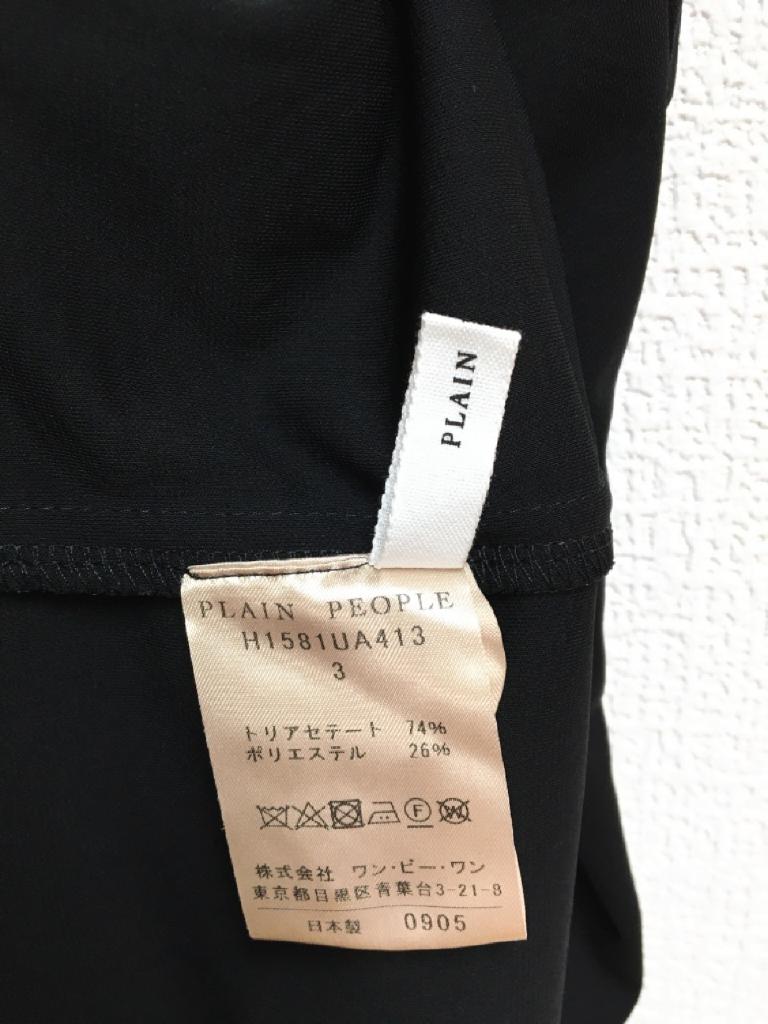 PLAIN
PLAIN PEOPLE
H1581UA413
3
トリアセテート 74%
ポリエステル 26%
F W
株式会社 ワン・ビー・ワン
東京都目黒区青葉台3-21-8
日本製 0905